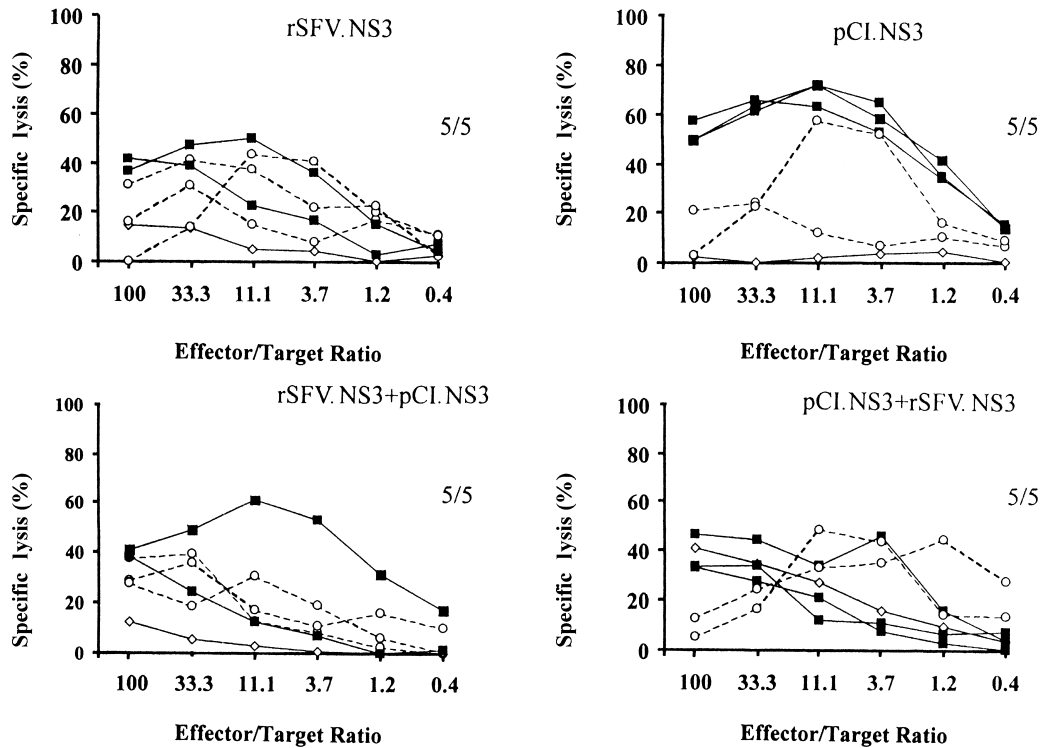 rSFV.NS3
100
80
60
40
20
0
Specific lysis (%)
5/5
100 33.3 11.1 3.7 1.2 0.4
Effector/Target Ratio
pCI.NS3
100
80
60
40
20
0
Specific lysis (%)
5/5
100 33.3 11.1 3.7 1.2 0.4
Effector/Target Ratio
rSFV.NS3+pCI.NS3
100
80
60
40
20
0
Specific lysis (%)
5/5
100 33.3 11.1 3.7 1.2 0.4
Effector/Target Ratio
pCI.NS3+rSFV.NS3
100
80
60
40
20
0
Specific lysis (%)
5/5
100 33.3 11.1 3.7 1.2 0.4
Effector/Target Ratio